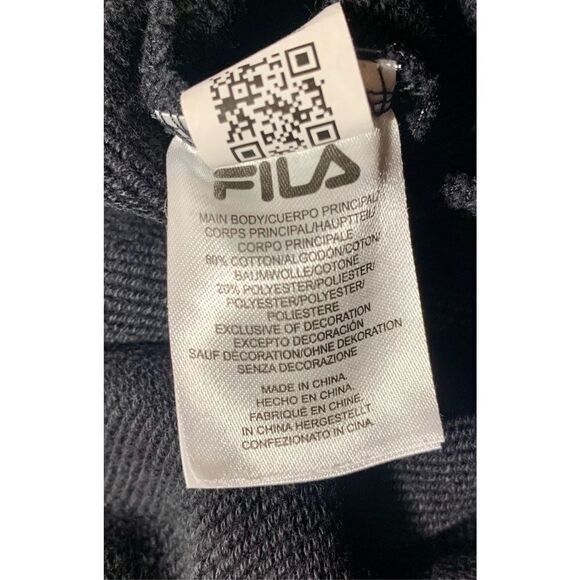 FILA
MAIN BODY/CUERPO PRINCIPAL/
CORPS PRINCIPAL/HAUPTTEIL/
CORPO PRINCIPALE
80% COTTON/ALGODÓN/COTON/
BAUMWOLLE/COTONE
20% POLYESTER/POLIÉSTER/
POLYESTER/POLYESTER/
POLIESTERE
EXCLUSIVE OF DECORATION
EXCEPTO DECORACIÓN
SAUF DÉCORATION/OHNE DEKORATION
SENZA DECORAZIONE
MADE IN CHINA.
HECHO EN CHINA.
FABRIQUÉ EN CHINE.
IN CHINA HERGESTELLT
CONFEZIONATO IN CINA.